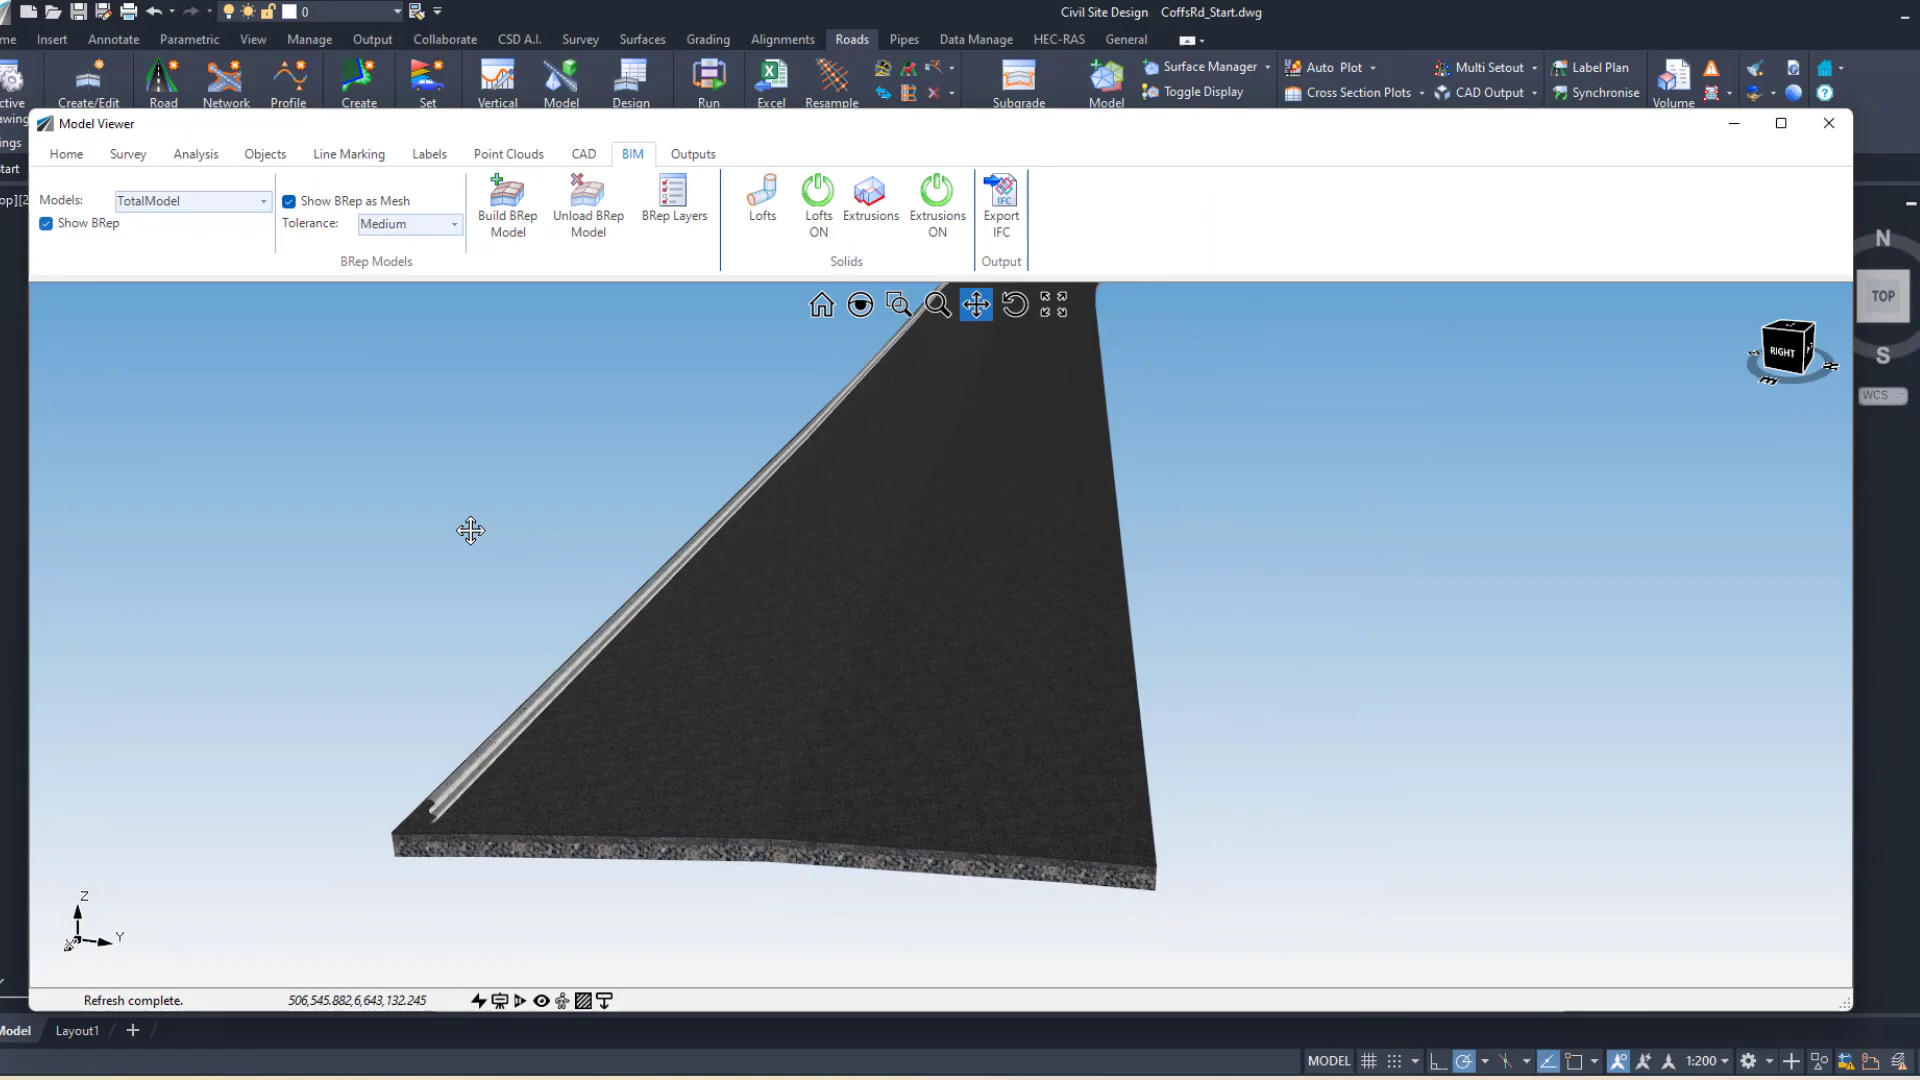 0
Civil Site Design CoffsRd_Start.dwg
Insert Annotate Parametric View Manage Output Collaborate CSD A.I. Survey Surfaces Grading Alignments Roads Pipes Data Manage HEC-RAS General
Create/Edit Road Network Profile Create Set Vertical Model Design Run Excel Resample Subgrade Model Volume
Surface Manager Auto Plot Multi Setout Label Plan
Toggle Display Cross Section Plots CAD Output Synchronise
Model Viewer
Home Survey Analysis Objects Line Marking Labels Point Clouds CAD BIM Outputs
Models: TotalModel
Show BRep
Show BRep as Mesh
Tolerance: Medium
BRep Models
Build BRep Model
Unload BRep Model
BRep Layers
Lofts
Lofts ON
Extrusions
Extrusions ON
Solids
Export IFC
Output
N
TOP
S
WCS
RIGHT
Z
Y
Refresh complete. 506,545.882,6,643,132.245
Model Layout1
MODEL 1:200